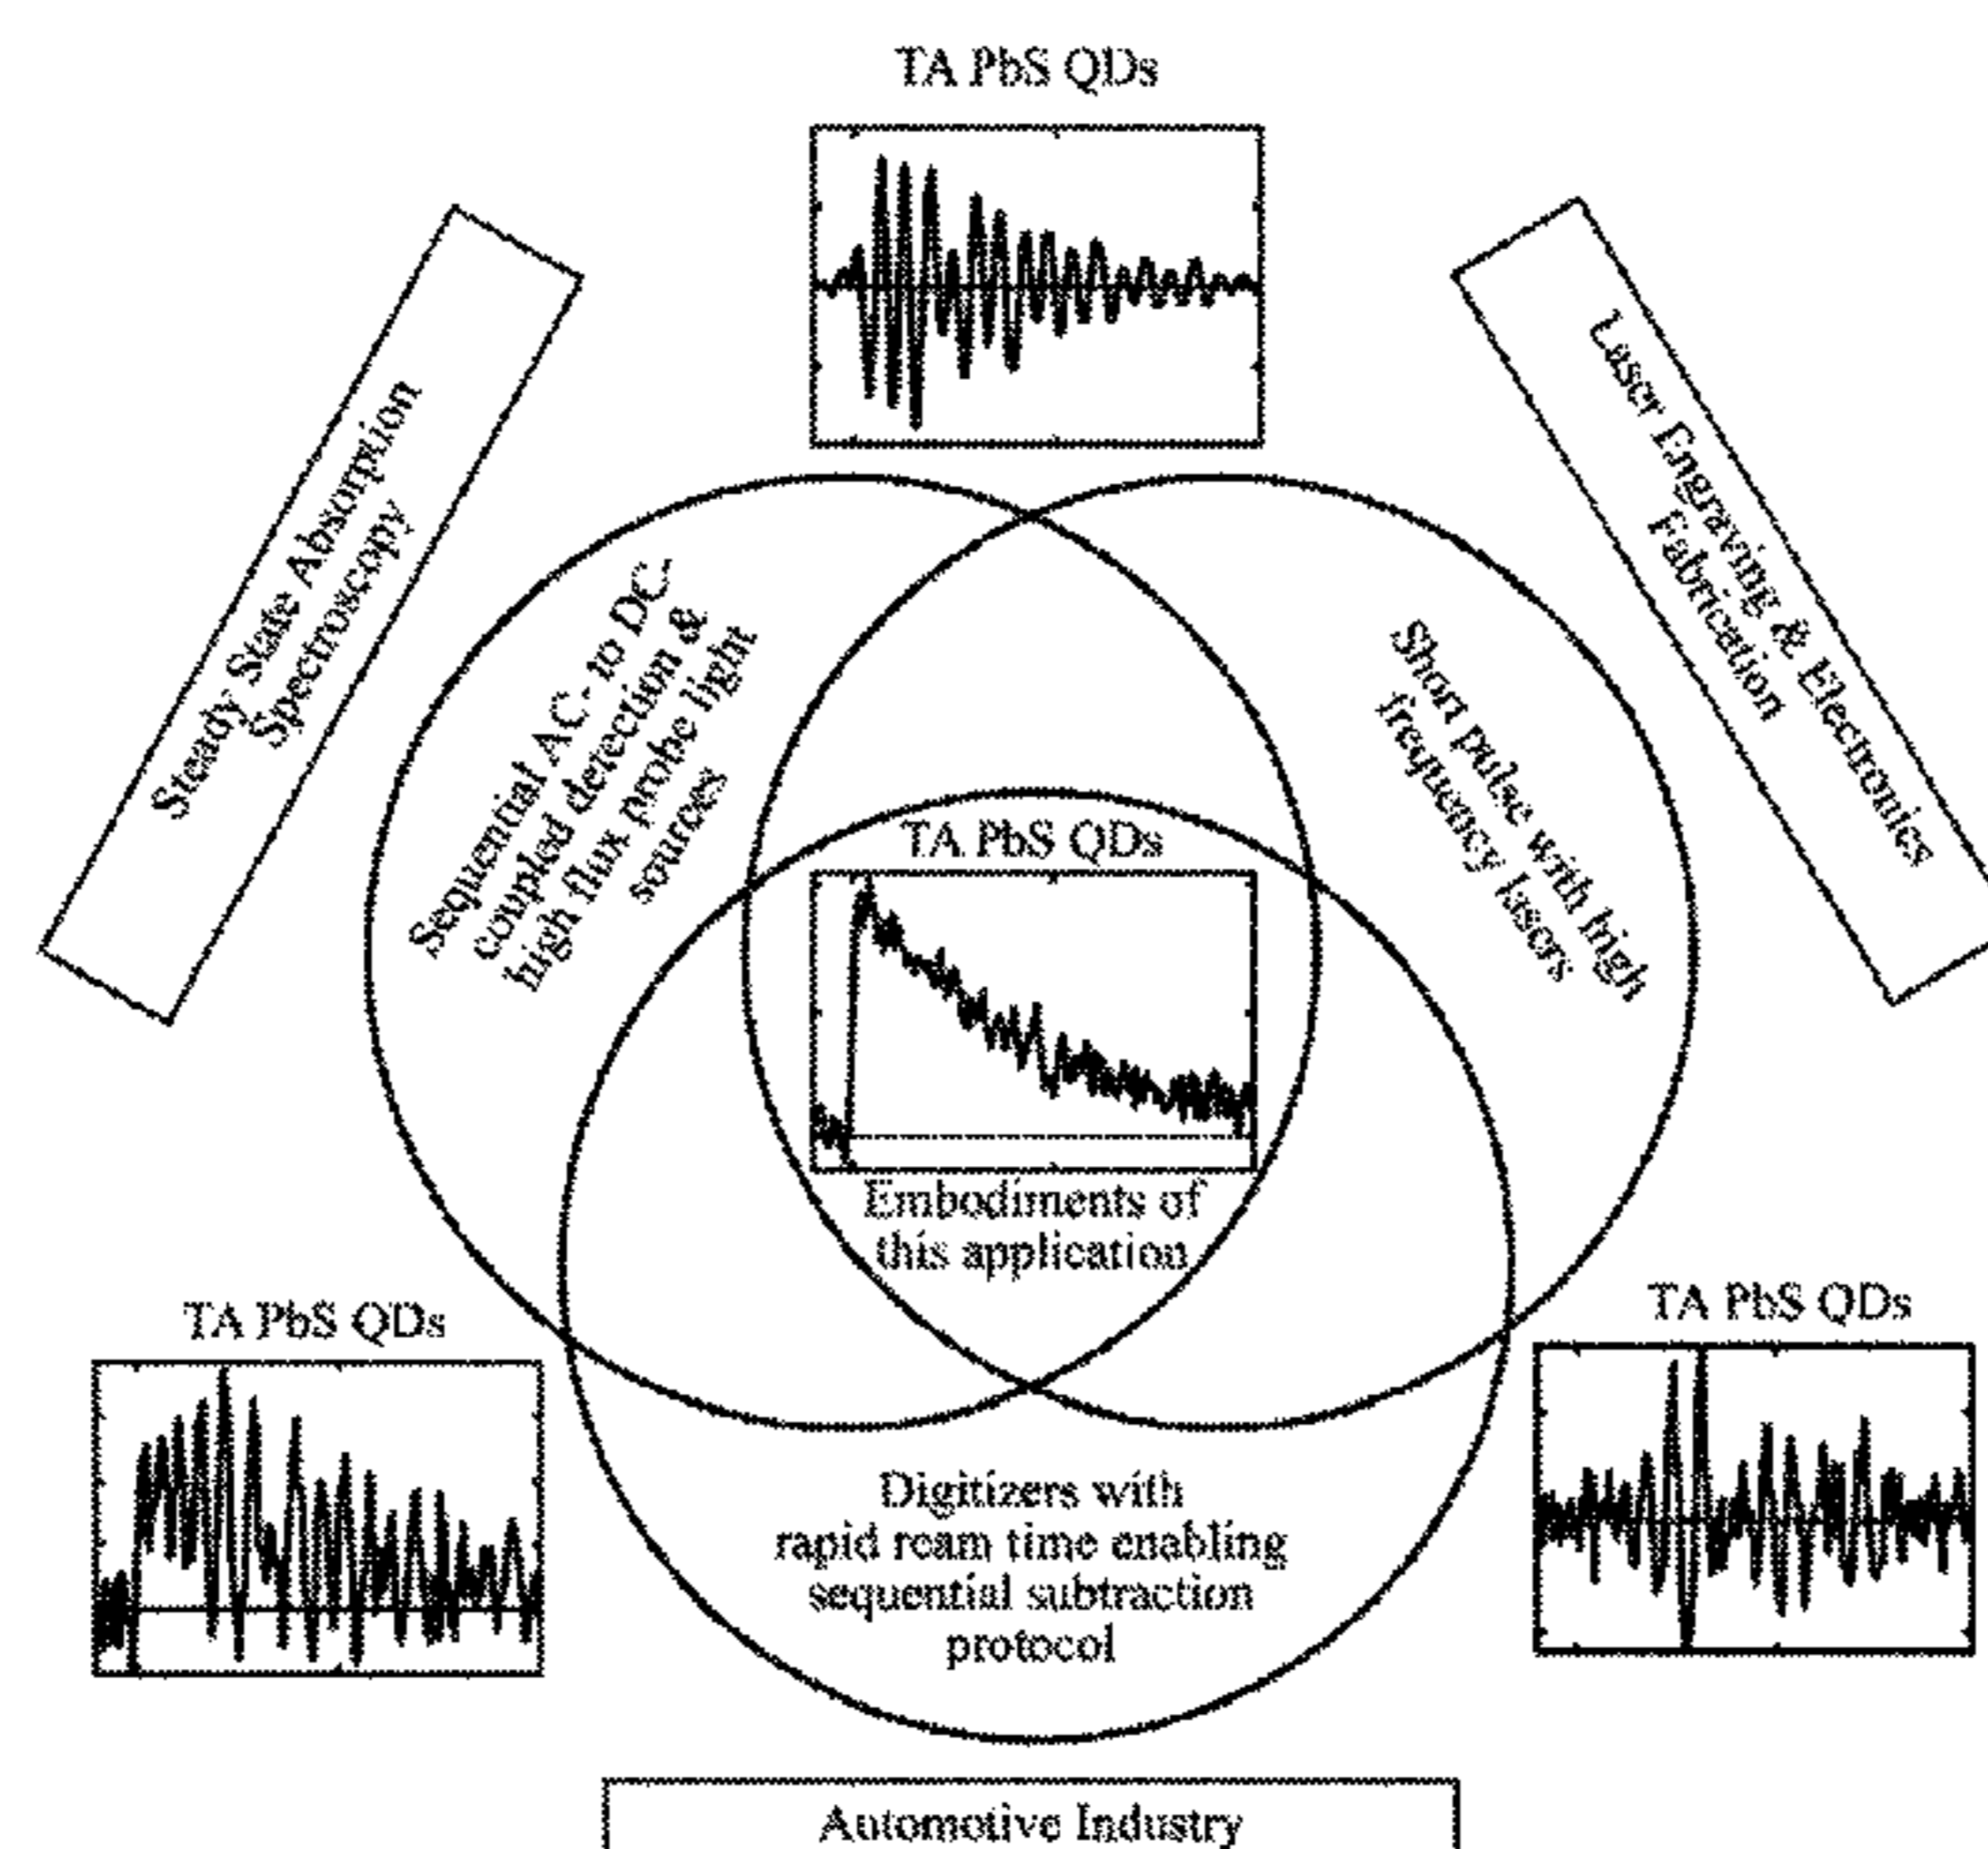 TA PbS QDs
Steady State Absorption
Spectroscopy
Laser Engraving & Electronics
Fabrication
Sequential AC- to DC-
coupled detection &
high flux probe light
sources
Short pulse with high
frequency lasers
TA PbS QDs
Embodiments of
this application
TA PbS QDs
TA PbS QDs
Digitizers with
rapid ream time enabling
sequential subtraction
protocol
Automotive Industry